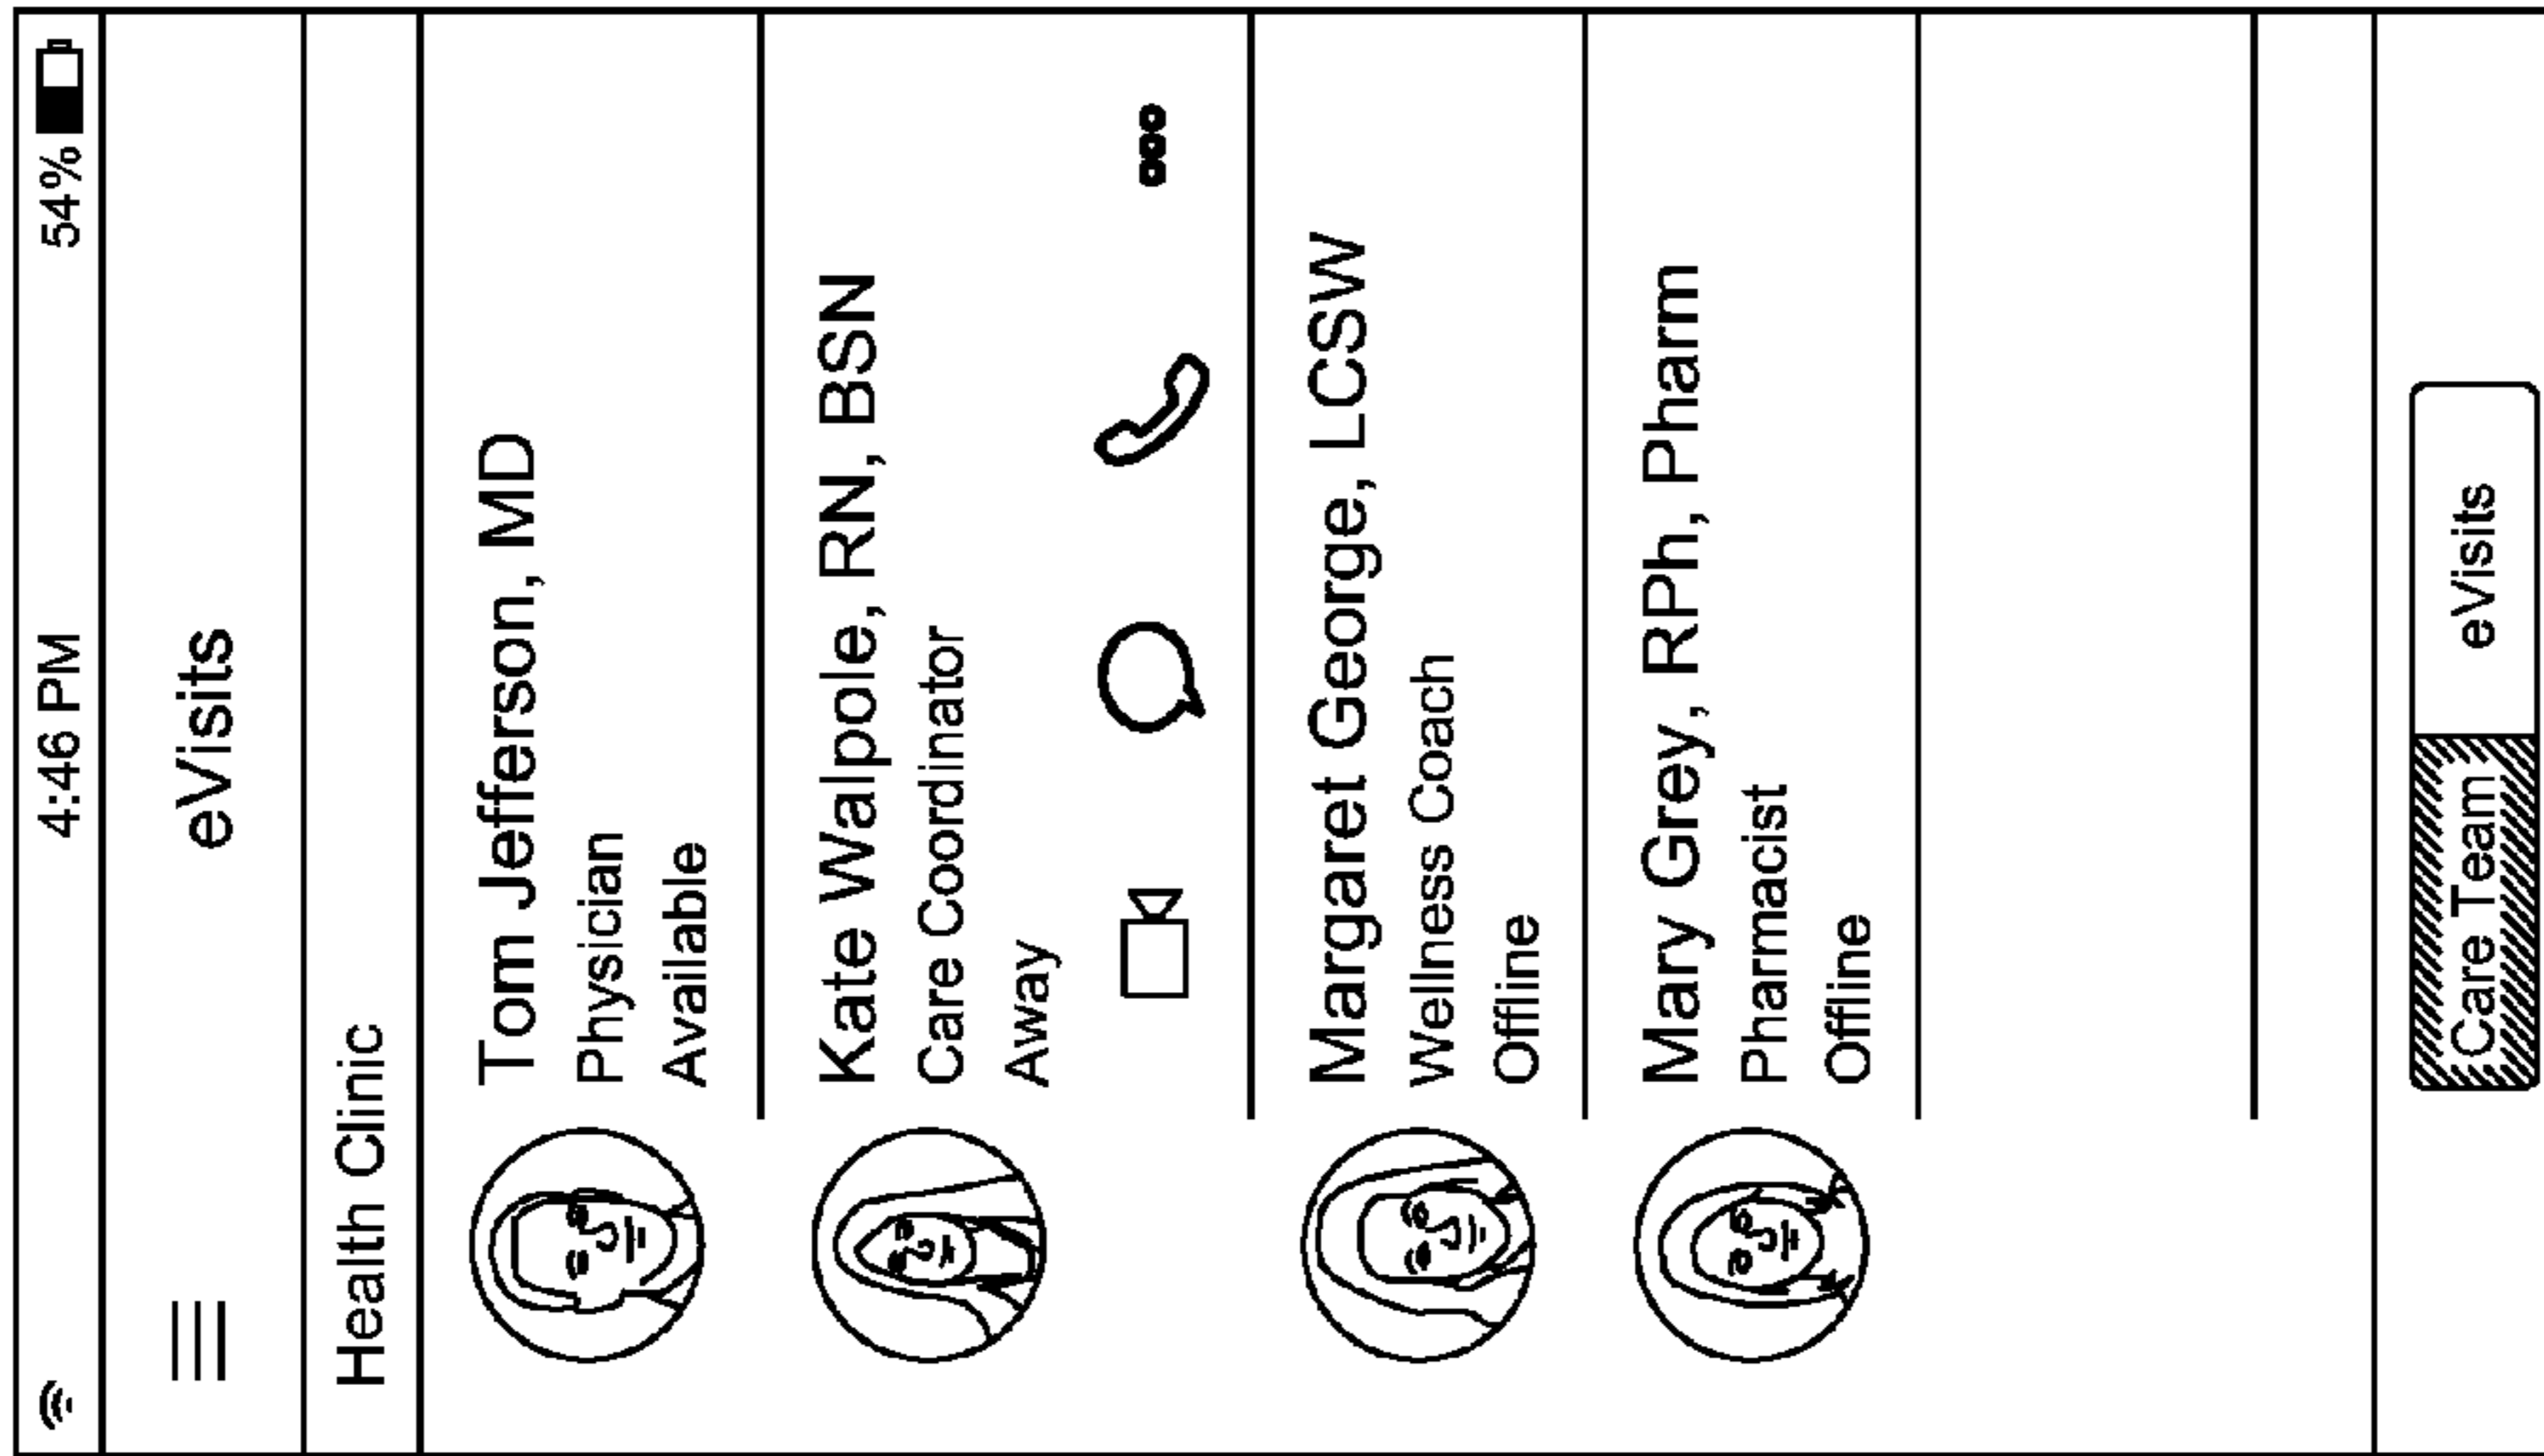 4:46 PM 54%
eVisits
Health Clinic
Tom Jefferson, MD
Physician
Available
Kate Walpole, RN, BSN
Care Coordinator
Away
Margaret George, LCSW
Wellness Coach
Offline
Mary Grey, RPh, Pharm
Pharmacist
Offline
Care Team eVisits